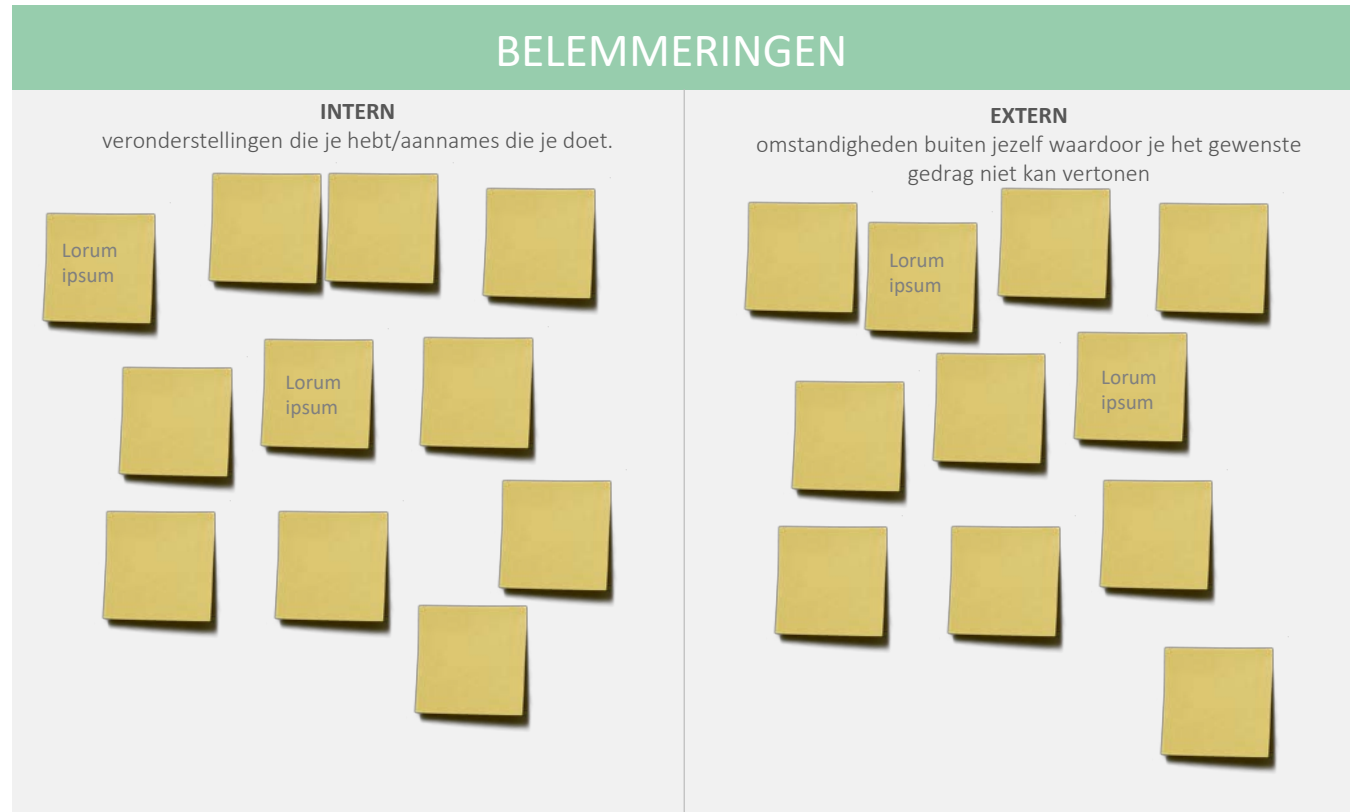 BELEMMERINGEN
INTERN
veronderstellingen die je hebt/aannames die je doet.
Lorum
ipsum
Lorum
ipsum
EXTERN
omstandigheden buiten jezelf waardoor je het gewenste
gedrag niet kan vertonen
Lorum
ipsum
Lorum
ipsum